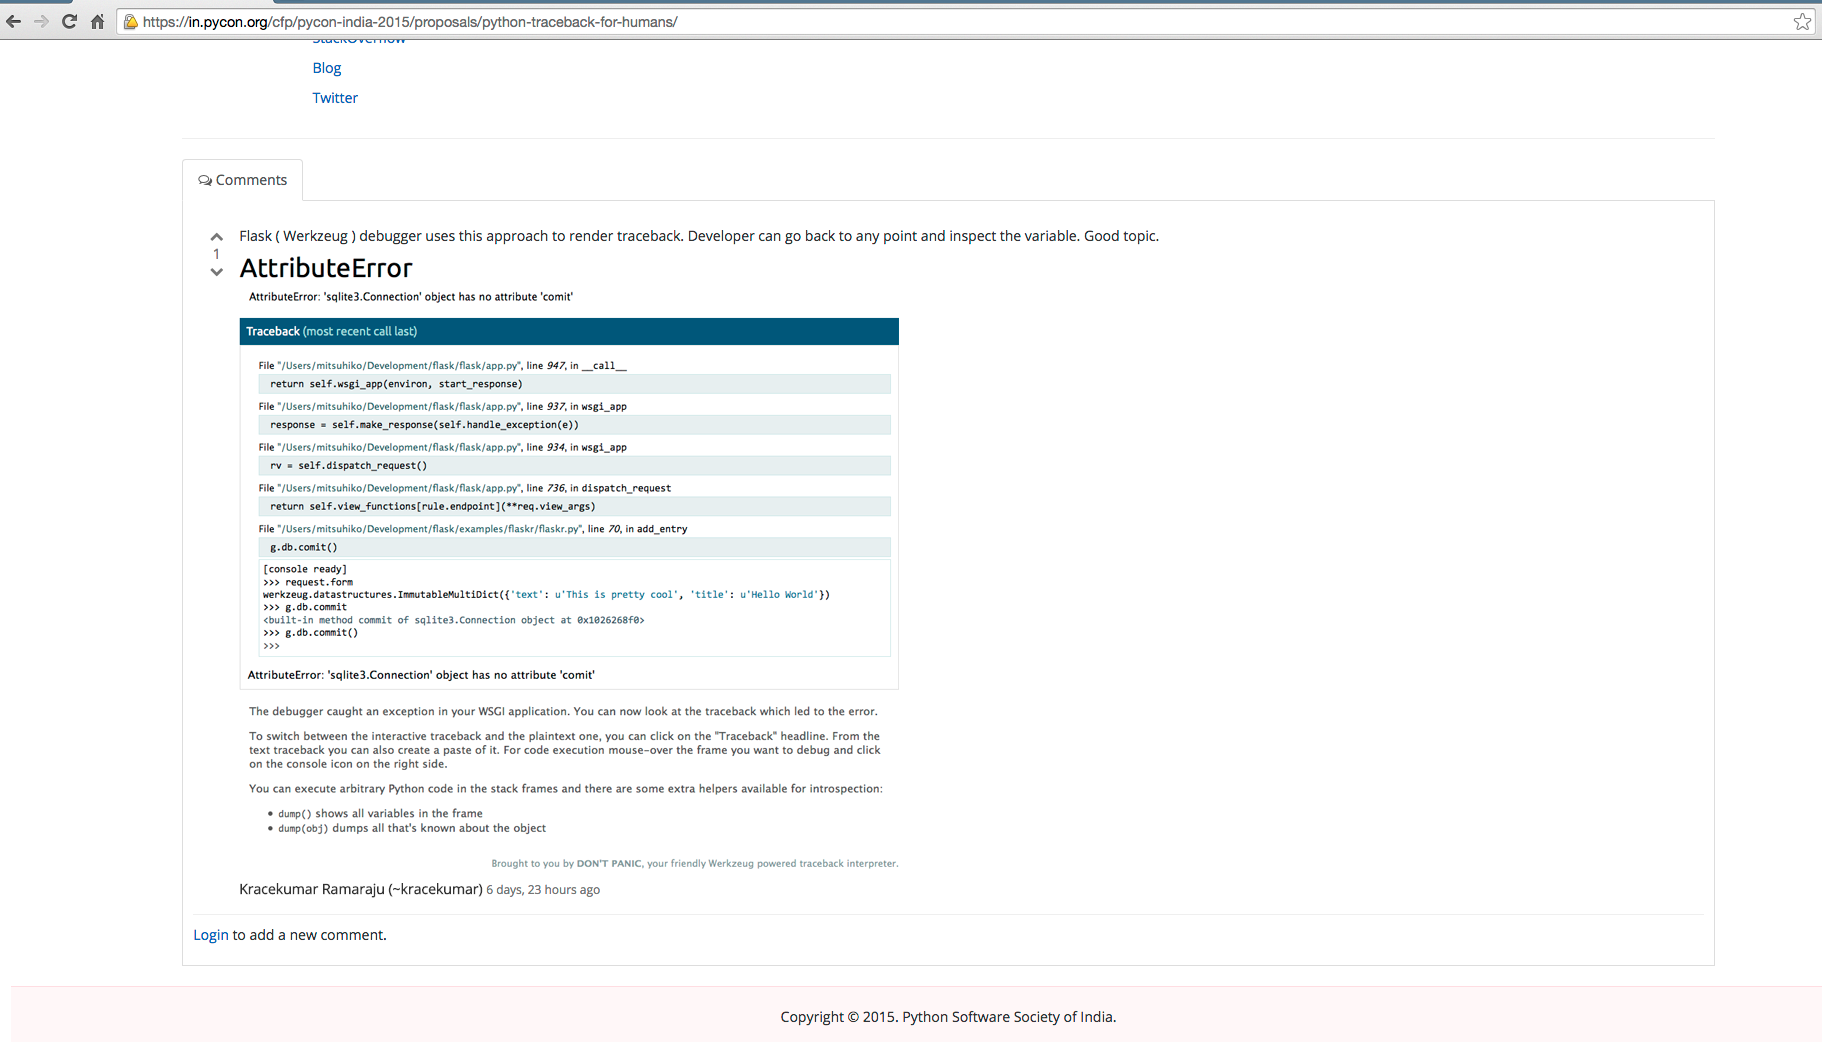 https://in.pycon.org/cfp/pycon-india-2015/proposals/python-traceback-for-humans/
StackOverflow
Blog
Twitter
Comments
Flask ( Werkzeug ) debugger uses this approach to render traceback. Developer can go back to any point and inspect the variable. Good topic.
1
AttributeError
AttributeError: 'sqlite3.Connection' object has no attribute 'comit'
Traceback (most recent call last)
File "/Users/mitsuhiko/Development/flask/flask/app.py", line 947, in __call__
return self.wsgi_app(environ, start_response)
File "/Users/mitsuhiko/Development/flask/flask/app.py", line 937, in wsgi_app
response = self.make_response(self.handle_exception(e))
File "/Users/mitsuhiko/Development/flask/flask/app.py", line 934, in wsgi_app
rv = self.dispatch_request()
File "/Users/mitsuhiko/Development/flask/flask/app.py", line 736, in dispatch_request
return self.view_functions[rule.endpoint](**req.view_args)
File "/Users/mitsuhiko/Development/flask/examples/flaskr/flaskr.py", line 70, in add_entry
g.db.comit()
[console ready]
>>> request.form
werkzeug.datastructures.ImmutableMultiDict({'text': u'This is pretty cool', 'title': u'Hello World'})
>>> g.db.commit
<built-in method commit of sqlite3.Connection object at 0x1026268f0>
>>> g.db.commit()
>>>
AttributeError: 'sqlite3.Connection' object has no attribute 'comit'
The debugger caught an exception in your WSGI application. You can now look at the traceback which led to the error.
To switch between the interactive traceback and the plaintext one, you can click on the "Traceback" headline. From the
text traceback you can also create a paste of it. For code execution mouse-over the frame you want to debug and click
on the console icon on the right side.
You can execute arbitrary Python code in the stack frames and there are some extra helpers available for introspection:
• dump() shows all variables in the frame
• dump(obj) dumps all that's known about the object
Brought to you by DON'T PANIC, your friendly Werkzeug powered traceback interpreter.
Kracekumar Ramaraju (~kracekumar) 6 days, 23 hours ago
Login to add a new comment.
Copyright © 2015. Python Software Society of India.